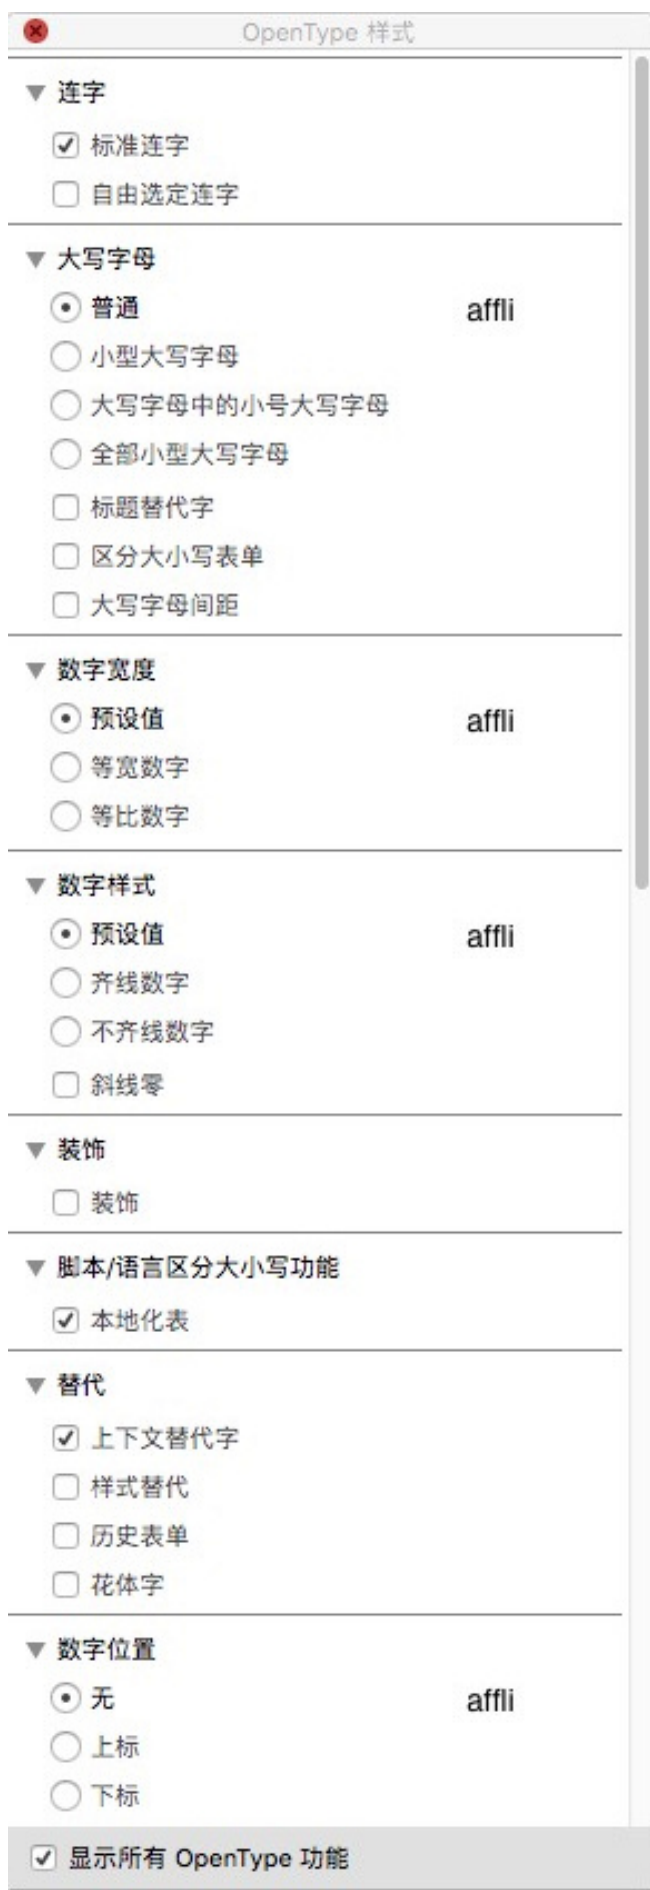 OpenType 样式
连字
标准连字
自由选定连字
大写字母
普通 affli
小型大写字母
大写字母中的小号大写字母
全部小型大写字母
标题替代字
区分大小写表单
大写字母间距
数字宽度
预设值 affli
等宽数字
等比数字
数字样式
预设值 affli
齐线数字
不齐线数字
斜线零
装饰
装饰
脚本/语言区分大小写功能
本地化表
替代
上下文替代字
样式替代
历史表单
花体字
数字位置
无 affli
上标
下标
显示所有 OpenType 功能